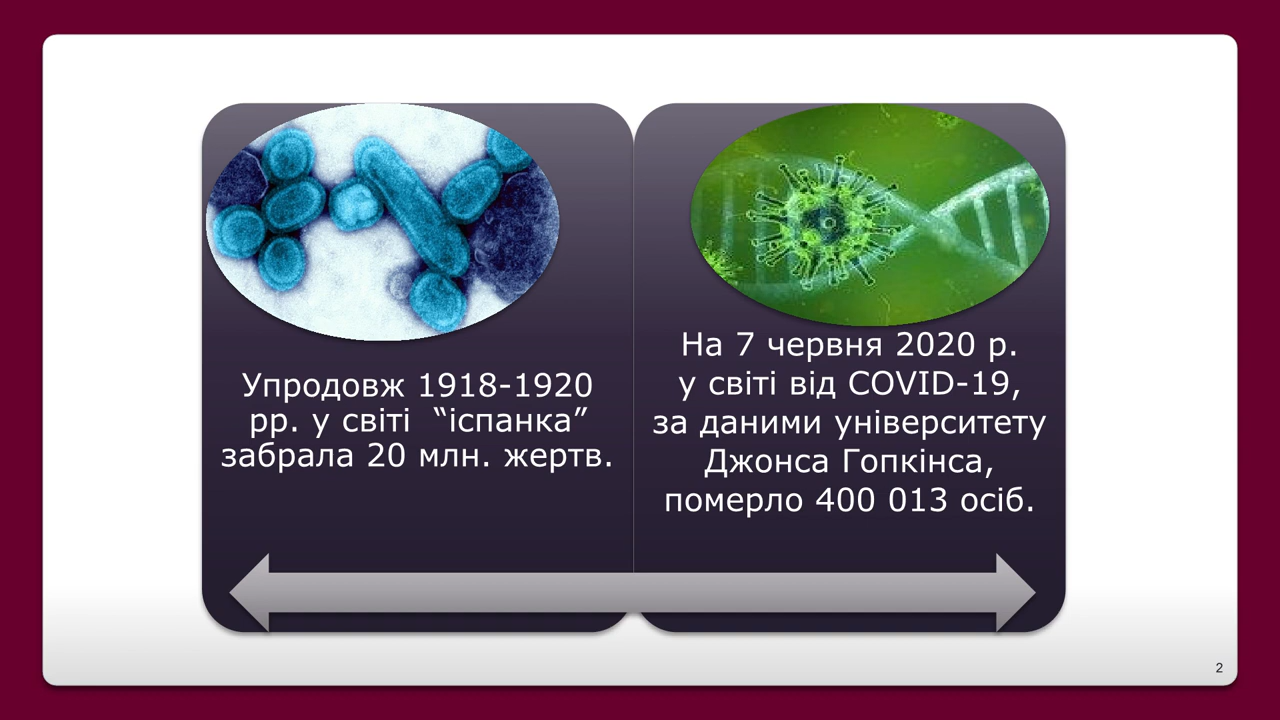 Упродовж 1918-1920
рр. у світі “іспанка”
забрала 20 млн. жертв.
На 7 червня 2020 р.
у світі від COVID-19,
за даними університету
Джонса Гопкінса,
померло 400 013 осіб.
2